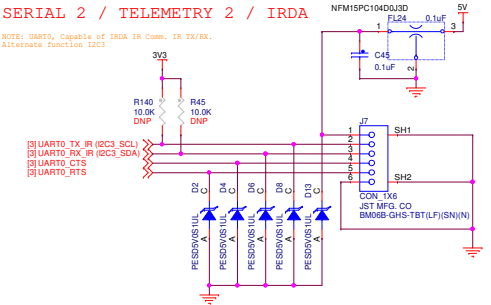 SERIAL 2 / TELEMETRY 2 / IRDA
NOTE: UART0, Capable of IRDA IR Comm. IR TX/RX.
Alternate function I2C3
NFM15PC104D0J3D
5V
FL24
0.1uF
1
3
2
C45
0.1uF
3V3
R140
10.0K
DNP
R45
10.0K
DNP
[3] UART0_TX_IR (I2C3_SCL)
[3] UART0_RX_IR (I2C3_SDA)
[3] UART0_CTS
[3] UART0_RTS
J7
1
2
3
4
5
6
SH1
SH2
CON_1X6
JST MFG. CO
BM06B-GHS-TBT(LF)(SN)(N)
D2
C
A
PESD5V0S1UL
D4
C
A
PESD5V0S1UL
D6
C
A
PESD5V0S1UL
D8
C
A
PESD5V0S1UL
D13
C
A
PESD5V0S1UL